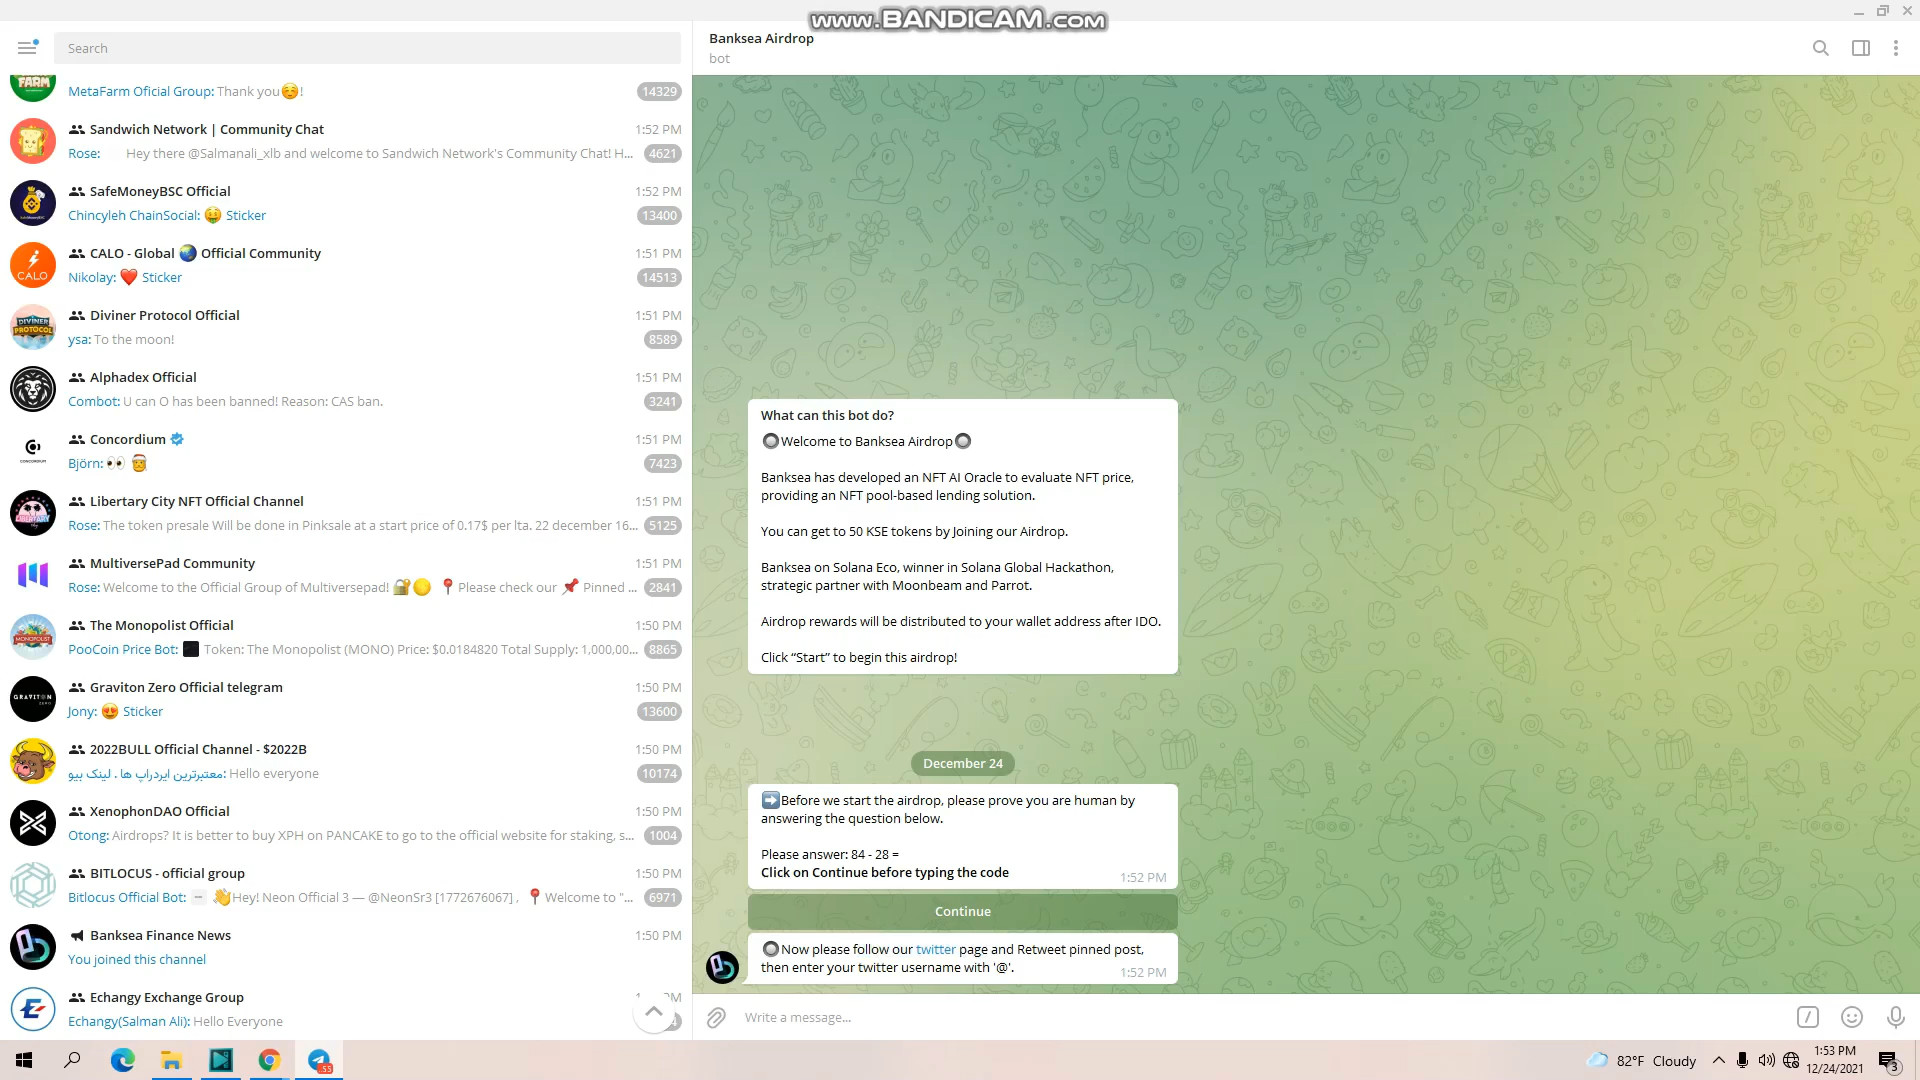 www.BANDICAM.com
Search
FARM
MetaFarm Oficial Group: Thank you☺️!
14329
Sandwich Network | Community Chat
1:52 PM
Rose: Hey there @Salmanali_xlb and welcome to Sandwich Network's Community Chat! H...
4621
SafeMoneyBSC Official
1:52 PM
Chincyleh ChainSocial: 🤑 Sticker
13400
CALO
CALO - Global 🌏 Official Community
1:51 PM
Nikolay: ❤️ Sticker
14513
DIVINER PROTOCOL
Diviner Protocol Official
1:51 PM
ysa: To the moon!
8589
Alphadex Official
1:51 PM
Combot: U can O has been banned! Reason: CAS ban.
3241
CONCORDIUM
Concordium
1:51 PM
Björn: 👀 🎅
7423
Libertary City NFT Official Channel
1:51 PM
Rose: The token presale Will be done in Pinksale at a start price of 0.17$ per lta. 22 december 16...
5125
MultiversePad Community
1:51 PM
Rose: Welcome to the Official Group of Multiversepad! 🔐🟡 📍Please check our 📌 Pinned ...
2841
MONOPOLIST
The Monopolist Official
1:50 PM
PooCoin Price Bot: ⬛ Token: The Monopolist (MONO) Price: $0.0184820 Total Supply: 1,000,00...
8865
GRAVITON ZERO
Graviton Zero Official telegram
1:50 PM
Jony: 😍 Sticker
13600
2022BULL Official Channel - $2022B
1:50 PM
معتبرترین ایردراپ ها ، لینک بیو: Hello everyone
10174
XenophonDAO Official
1:50 PM
Otong: Airdrops? It is better to buy XPH on PANCAKE to go to the official website for staking, s...
1004
BITLOCUS - official group
1:50 PM
Bitlocus Official Bot: – 👋Hey! Neon Official 3 — @NeonSr3 [1772676067] , 📍Welcome to "...
6971
Banksea Finance News
1:50 PM
You joined this channel
Echangy Exchange Group
Echangy(Salman Ali): Hello Everyone
Banksea Airdrop
bot
What can this bot do?
🔘Welcome to Banksea Airdrop🔘
Banksea has developed an NFT AI Oracle to evaluate NFT price,
providing an NFT pool-based lending solution.
You can get to 50 KSE tokens by Joining our Airdrop.
Banksea on Solana Eco, winner in Solana Global Hackathon,
strategic partner with Moonbeam and Parrot.
Airdrop rewards will be distributed to your wallet address after IDO.
Click “Start” to begin this airdrop!
December 24
➡️Before we start the airdrop, please prove you are human by
answering the question below.
Please answer: 84 - 28 =
Click on Continue before typing the code
1:52 PM
Continue
🔘Now please follow our twitter page and Retweet pinned post,
then enter your twitter username with '@'.
1:52 PM
Write a message...
55
82°F Cloudy
1:53 PM
12/24/2021
3